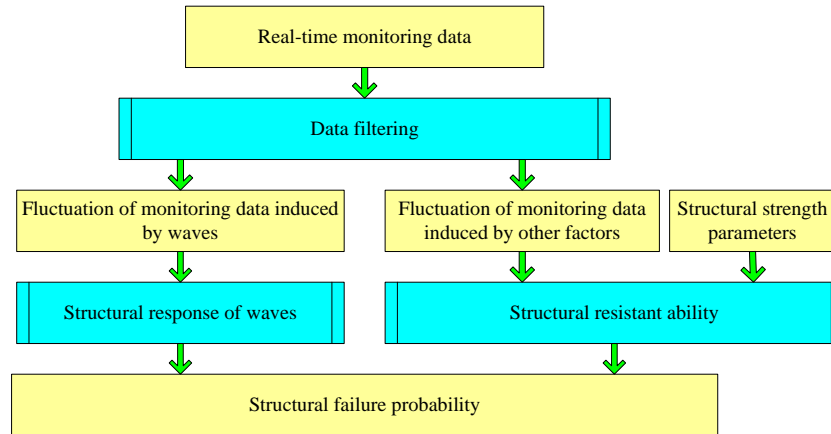 Real-time monitoring data
Data filtering
Fluctuation of monitoring data induced
by waves
Fluctuation of monitoring data
induced by other factors
Structural strength
parameters
Structural response of waves
Structural resistant ability
Structural failure probability